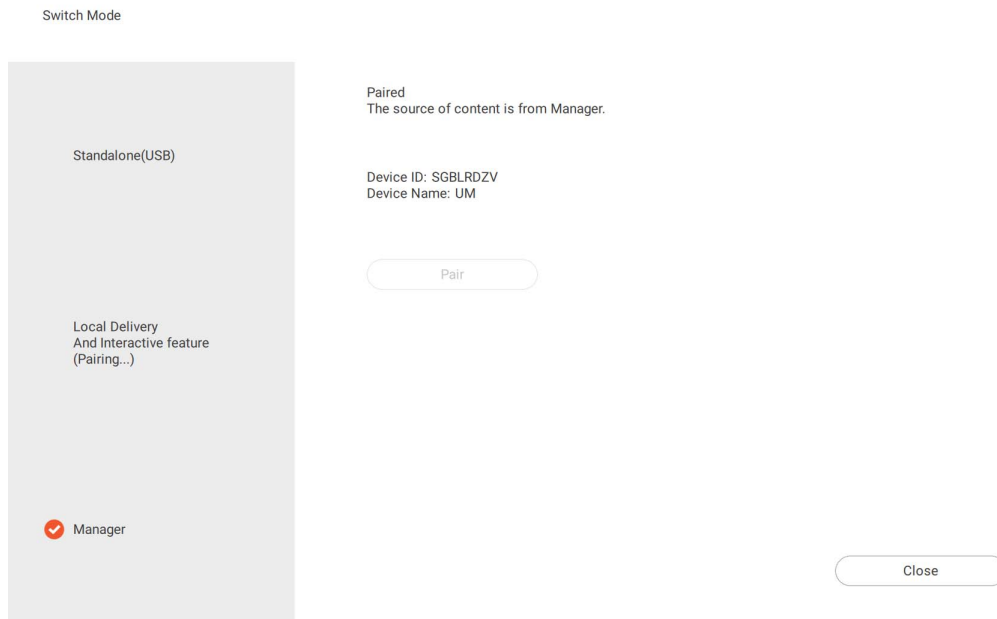 Switch Mode
Standalone(USB)
Local Delivery
And Interactive feature
(Pairing...)
Manager
Paired
The source of content is from Manager.
Device ID: SGBLRDZV
Device Name: UM
Pair
Close